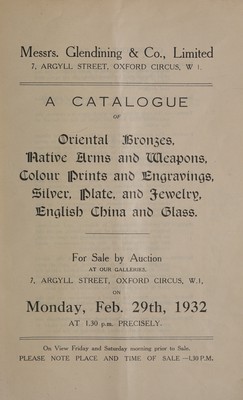 Messrs. Glendining & Co., Limited
7, ARGYLL STREET, OXFORD CIRCUS, W 1.
A CATALOGUE
OF
Oriental Bronzes,
Native Arms and Weapons,
Colour Prints and Engravings,
Silver, Plate, and Jewelry,
English China and Glass.
For Sale by Auction
AT OUR GALLERIES,
7, ARGYLL STREET, OXFORD CIRCUS, W.1,
ON
Monday, Feb. 29th, 1932
AT 1.30 p.m. PRECISELY.
On View Friday and Saturday morning prior to Sale.
PLEASE NOTE PLACE AND TIME OF SALE—1.30 P.M.